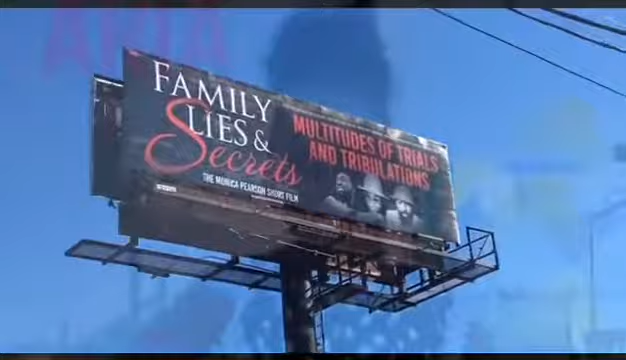 FAMILY
LIES &
Secrets
THE MONICA PEARSON SHORT FILM
MULTITUDES OF TRIALS
AND TRIBULATIONS